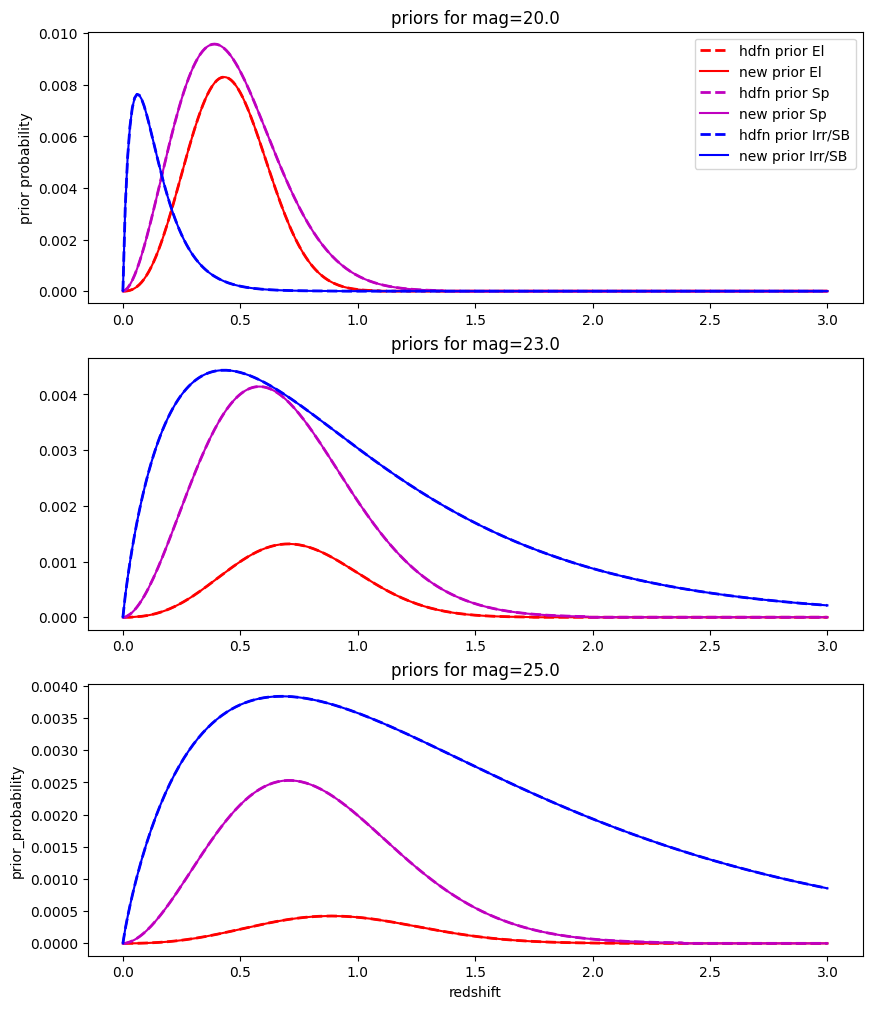 priors for mag=20.0
prior probability
0.010
0.008
0.006
0.004
0.002
0.000
hdfn prior El
new prior El
hdfn prior Sp
new prior Sp
hdfn prior Irr/SB
new prior Irr/SB
0.0 0.5 1.0 1.5 2.0 2.5 3.0
priors for mag=23.0
0.004
0.003
0.002
0.001
0.000
0.0 0.5 1.0 1.5 2.0 2.5 3.0
priors for mag=25.0
prior_probability
0.0040
0.0035
0.0030
0.0025
0.0020
0.0015
0.0010
0.0005
0.0000
0.0 0.5 1.0 1.5 2.0 2.5 3.0
redshift